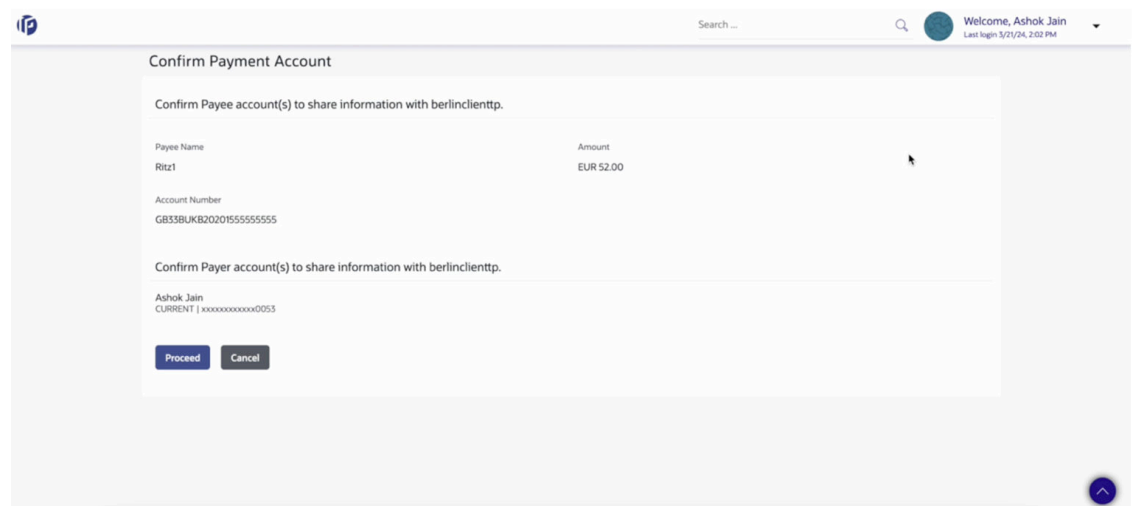 Search ...
Welcome, Ashok Jain
Last login 3/21/24, 2:02 PM
Confirm Payment Account
Confirm Payee account(s) to share information with berlinclienttp.
Payee Name
Amount
Ritz1
EUR 52.00
Account Number
GB33BUKB20201555555555
Confirm Payer account(s) to share information with berlinclienttp.
Ashok Jain
CURRENT | xxxxxxxxxxxx0053
Proceed
Cancel